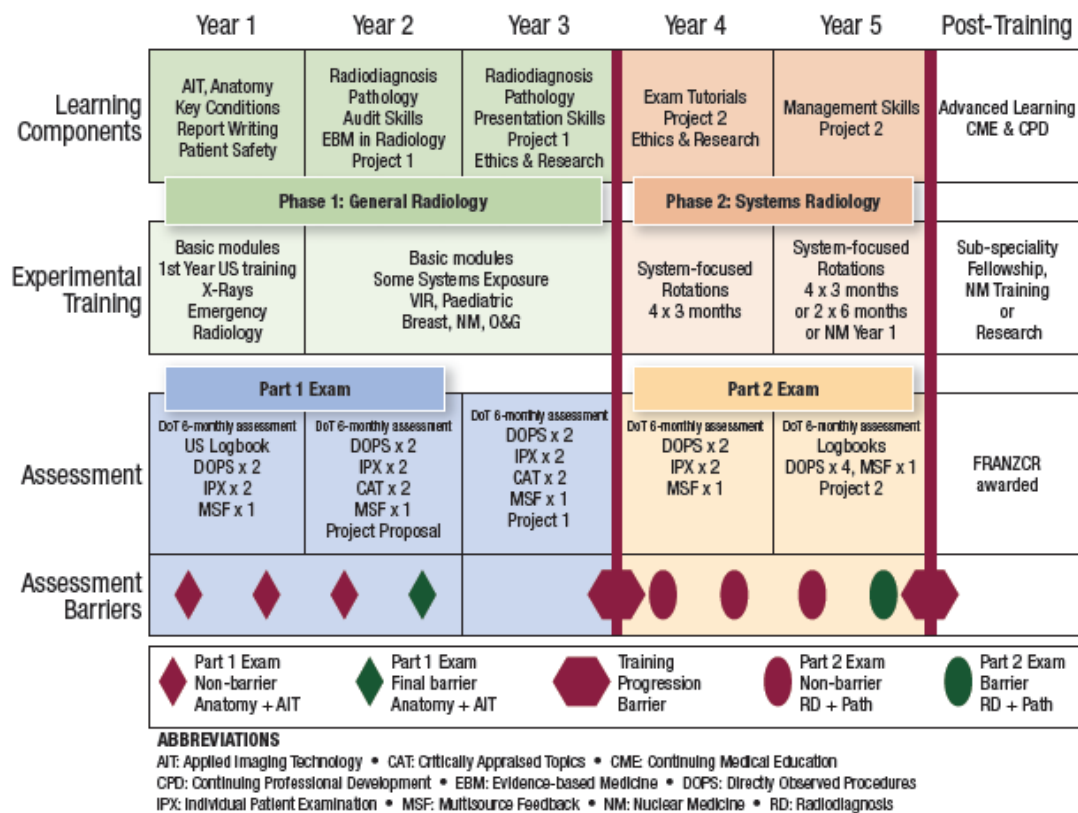 Year 1 Year 2 Year 3 Year 4 Year 5 Post-Training
Learning
Components
AIT, Anatomy
Key Conditions
Report Writing
Patient Safety
Radiodiagnosis
Pathology
Audit Skills
EBM in Radiology
Project 1
Radiodiagnosis
Pathology
Presentation Skills
Project 1
Ethics & Research
Exam Tutorials
Project 2
Ethics & Research
Management Skills
Project 2
Advanced Learning
CME & CPD
Phase 1: General Radiology
Phase 2: Systems Radiology
Experimental
Training
Basic modules
1st Year US training
X-Rays
Emergency
Radiology
Basic modules
Some Systems Exposure
VIR, Paediatric
Breast, NM, O&G
System-focused
Rotations
4 x 3 months
System-focused
Rotations
4 x 3 months
or 2 x 6 months
or NM Year 1
Sub-speciality
Fellowship,
NM Training
or
Research
Part 1 Exam
Part 2 Exam
Assessment
DoT 6-monthly assessment
US Logbook
DOPS x 2
IPX x 2
MSF x 1
DoT 6-monthly assessment
DOPS x 2
IPX x 2
CAT x 2
MSF x 1
Project Proposal
DoT 6-monthly assessment
DOPS x 2
IPX x 2
CAT x 2
MSF x 1
Project 1
DoT 6-monthly assessment
DOPS x 2
IPX x 2
MSF x 1
DoT 6-monthly assessment
Logbooks
DOPS x 4, MSF x 1
Project 2
FRANZCR
awarded
Assessment
Barriers
Part 1 Exam
Non-barrier
Anatomy + AIT
Part 1 Exam
Final barrier
Anatomy + AIT
Training
Progression
Barrier
Part 2 Exam
Non-barrier
RD + Path
Part 2 Exam
Barrier
RD + Path
ABBREVIATIONS
AIT: Applied Imaging Technology • CAT: Critically Appraised Topics • CME: Continuing Medical Education
CPD: Continuing Professional Development • EBM: Evidence-based Medicine • DOPS: Directly Observed Procedures
IPX: Individual Patient Examination • MSF: Multisource Feedback • NM: Nuclear Medicine • RD: Radiodiagnosis